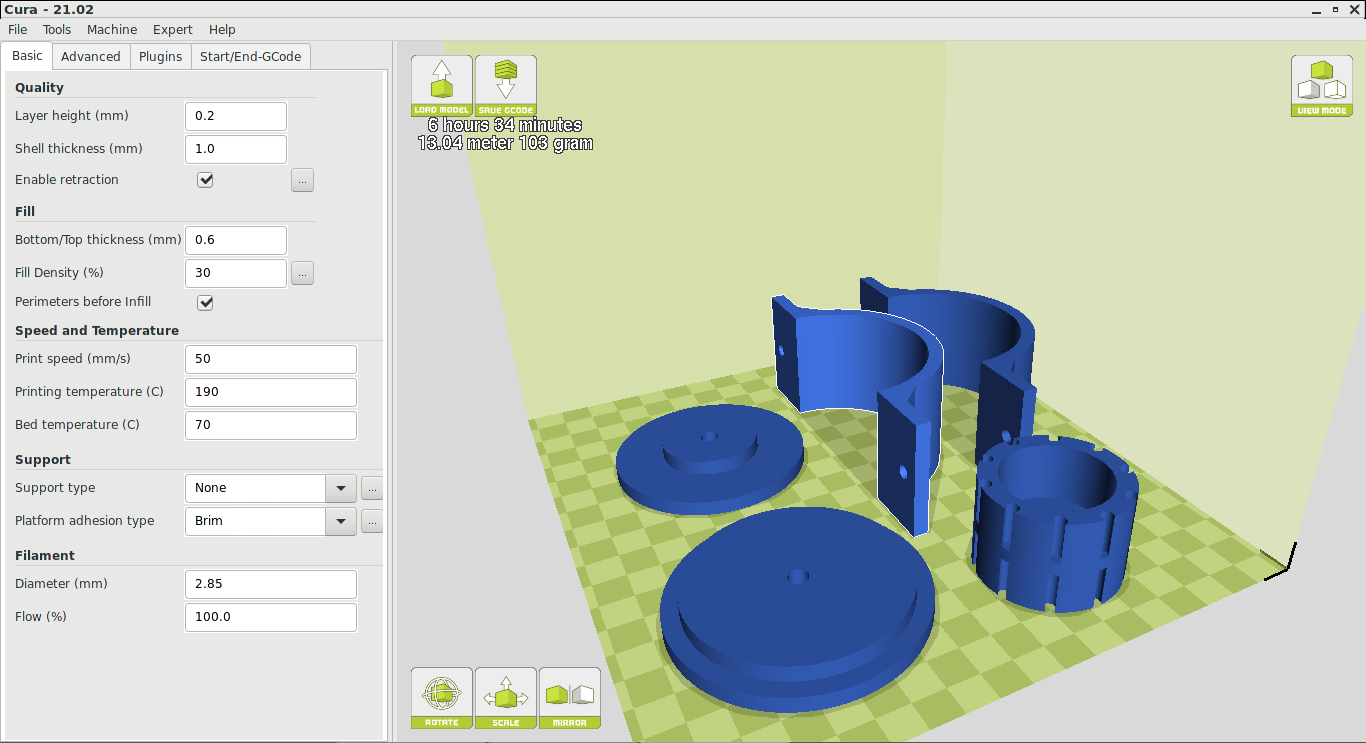 Cura - 21.02
File Tools Machine Expert Help
Basic Advanced Plugins Start/End-GCode
Quality
Layer height (mm) 0.2
Shell thickness (mm) 1.0
Enable retraction ...
Fill
Bottom/Top thickness (mm) 0.6
Fill Density (%) 30 ...
Perimeters before Infill
Speed and Temperature
Print speed (mm/s) 50
Printing temperature (C) 190
Bed temperature (C) 70
Support
Support type None ...
Platform adhesion type Brim ...
Filament
Diameter (mm) 2.85
Flow (%) 100.0
LOAD MODEL SAVE GCODE
6 hours 34 minutes
13.04 meter 103 gram
VIEW MODE
ROTATE SCALE MIRROR